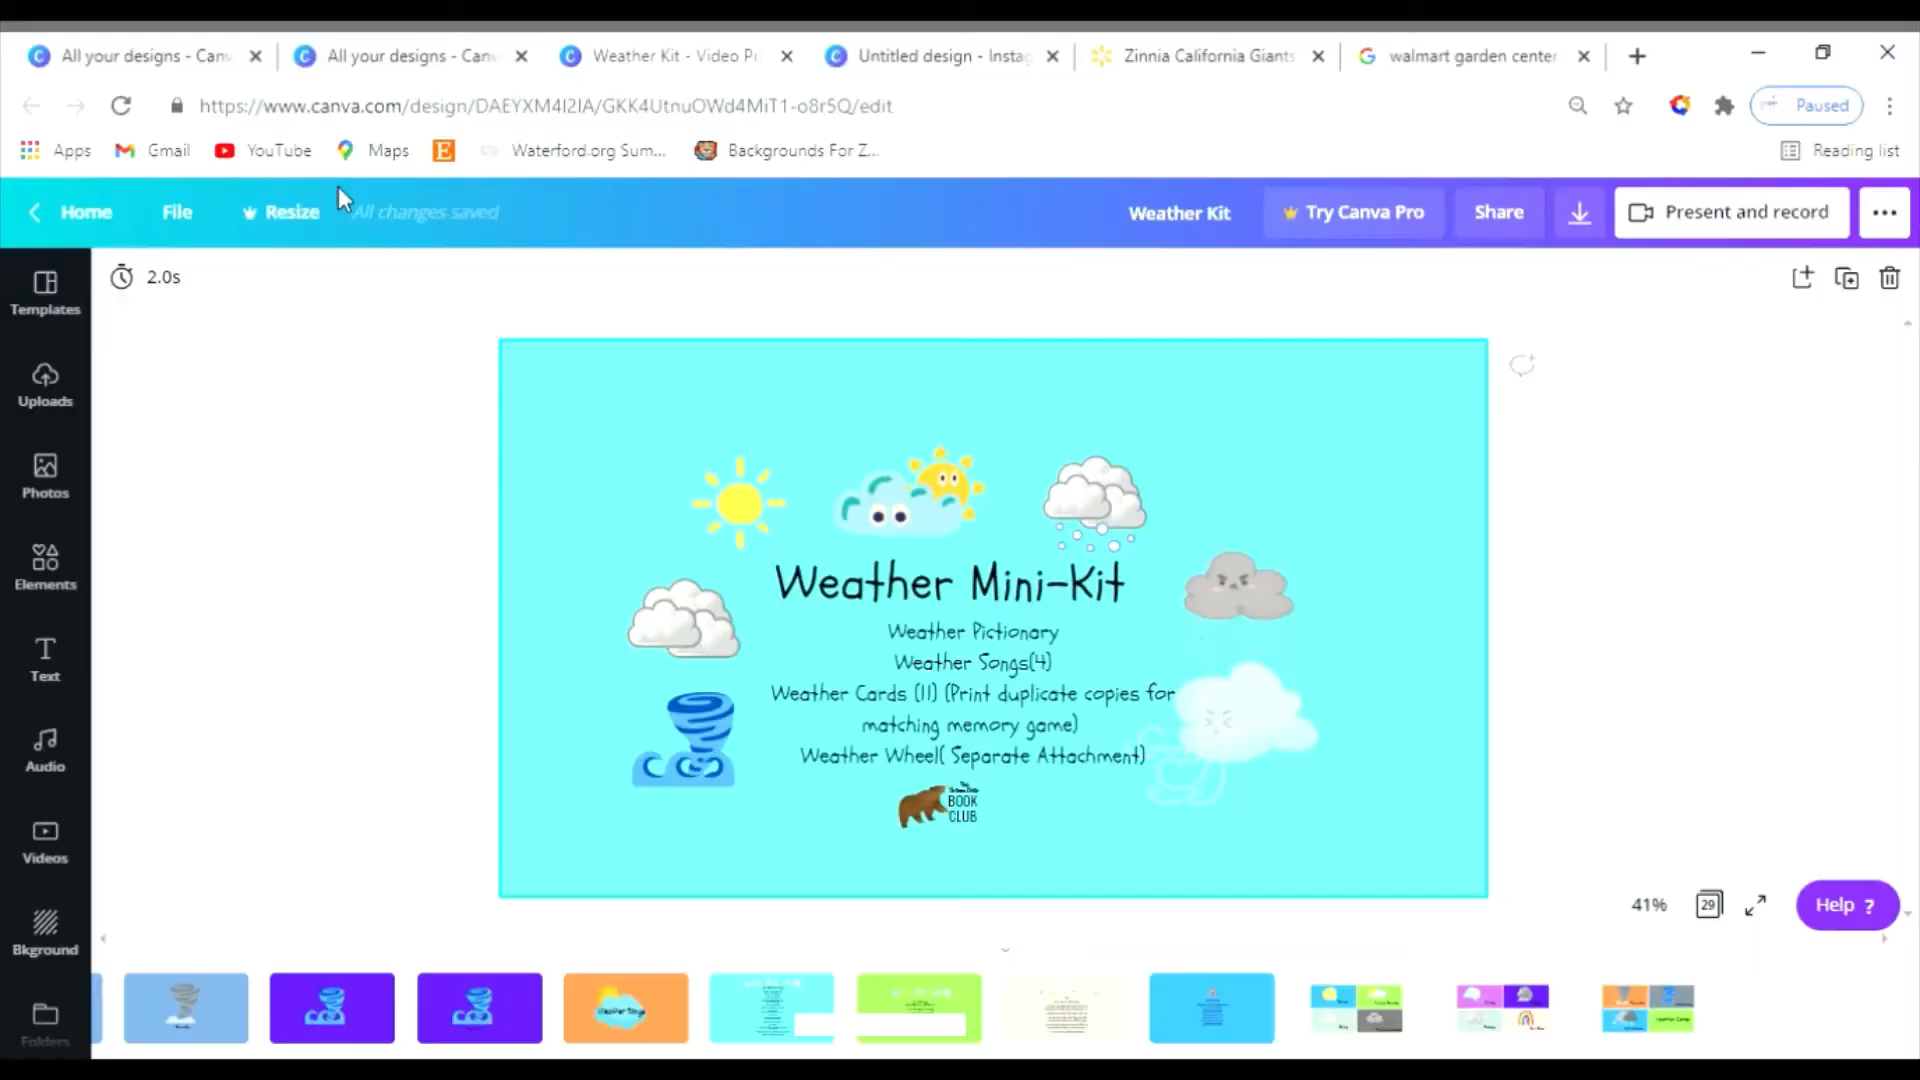 All your designs - Canv
All your designs - Canv
Weather Kit - Video Pr
Untitled design - Instag
Zinnia California Giants
walmart garden center
https://www.canva.com/design/DAEYXM4I2IA/GKK4UtnuOWd4MiT1-o8r5Q/edit
Paused
Apps
Gmail
YouTube
Maps
E
Waterford.org Sum...
Backgrounds For Z...
Reading list
Home
File
Resize
All changes saved
Weather Kit
Try Canva Pro
Share
Present and record
2.0s
Templates
Uploads
Photos
Elements
Text
Audio
Videos
Bkground
Folders
Weather Mini-Kit
Weather Pictionary
Weather Songs(4)
Weather Cards (11) (Print duplicate copies for
matching memory game)
Weather Wheel( Separate Attachment)
BOOK
CLUB
41%
29
Help ?
Weather Songs